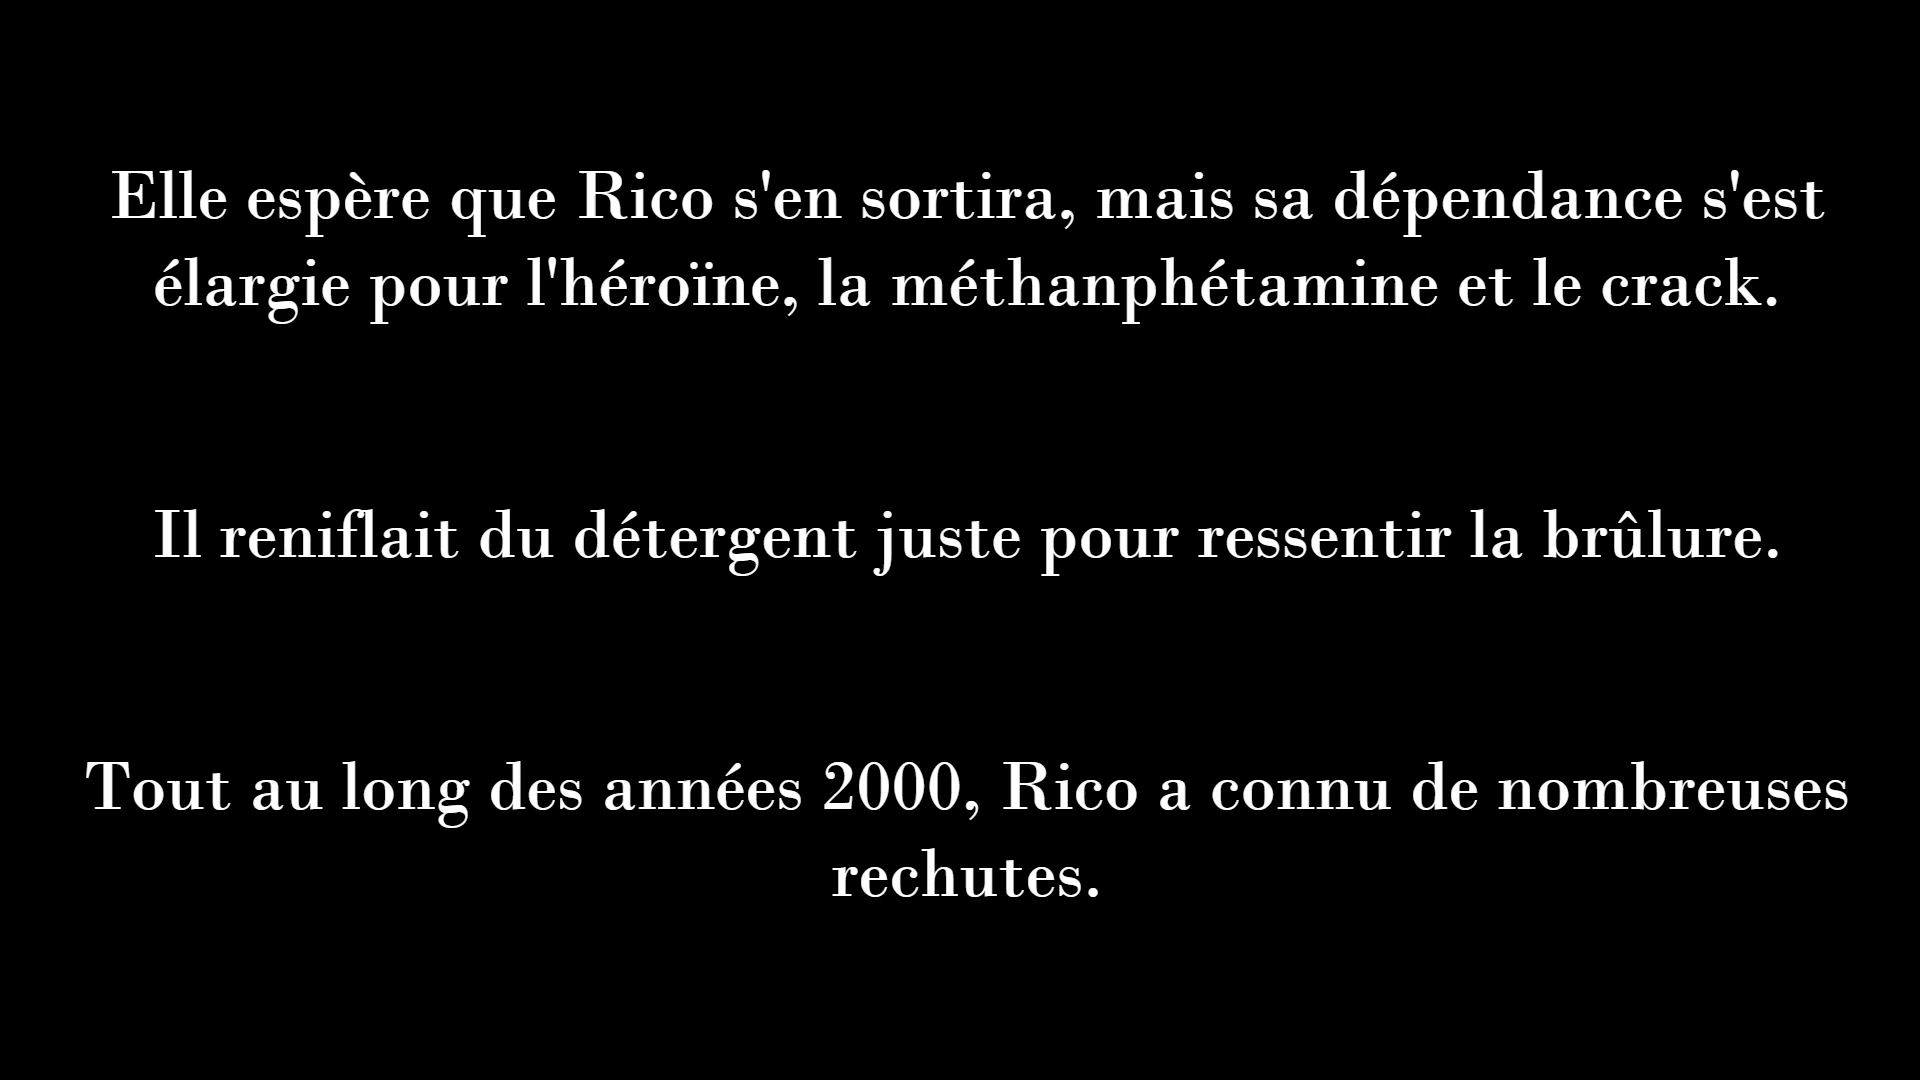 Elle espère que Rico s'en sortira, mais sa dépendance s'est
élargie pour l'héroïne, la méthanphétamine et le crack.
Il reniflait du détergent juste pour ressentir la brûlure.
Tout au long des années 2000, Rico a connu de nombreuses
rechutes.